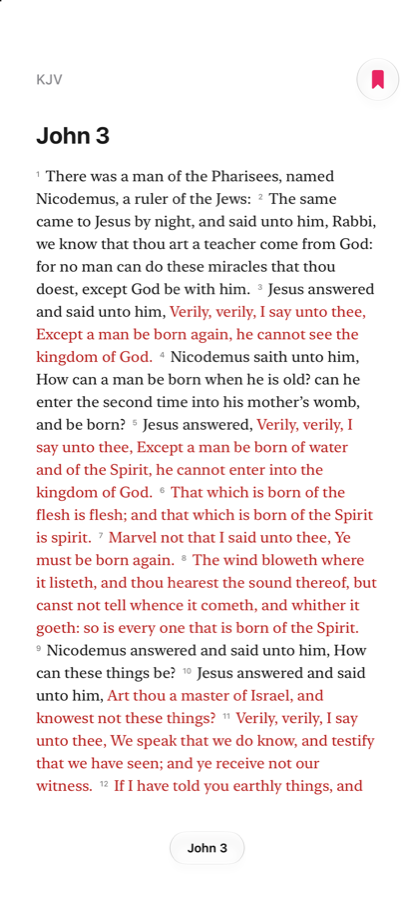 KJV
John 3
1 There was a man of the Pharisees, named
Nicodemus, a ruler of the Jews: 2 The same
came to Jesus by night, and said unto him, Rabbi,
we know that thou art a teacher come from God:
for no man can do these miracles that thou
doest, except God be with him. 3 Jesus answered
and said unto him, Verily, verily, I say unto thee,
Except a man be born again, he cannot see the
kingdom of God. 4 Nicodemus saith unto him,
How can a man be born when he is old? can he
enter the second time into his mother’s womb,
and be born? 5 Jesus answered, Verily, verily, I
say unto thee, Except a man be born of water
and of the Spirit, he cannot enter into the
kingdom of God. 6 That which is born of the
flesh is flesh; and that which is born of the Spirit
is spirit. 7 Marvel not that I said unto thee, Ye
must be born again. 8 The wind bloweth where
it listeth, and thou hearest the sound thereof, but
canst not tell whence it cometh, and whither it
goeth: so is every one that is born of the Spirit.
9 Nicodemus answered and said unto him, How
can these things be? 10 Jesus answered and said
unto him, Art thou a master of Israel, and
knowest not these things? 11 Verily, verily, I say
unto thee, We speak that we do know, and testify
that we have seen; and ye receive not our
witness. 12 If I have told you earthly things, and
John 3